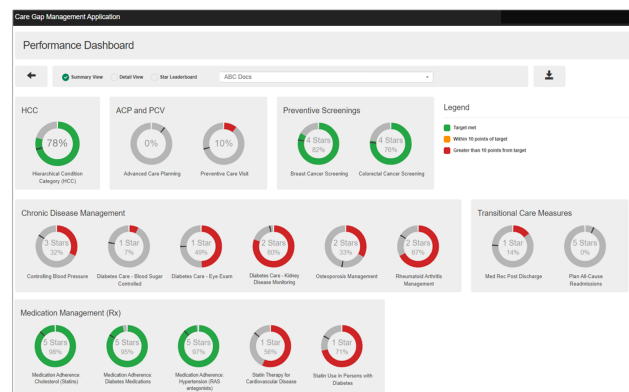 Care Gap Management Application
Performance Dashboard
Summary View Detail View Star Leaderboard ABC Docs
HCC
78%
Hierarchical Condition
Category (HCC)
ACP and PCV
0%
Advanced Care Planning
10%
Preventive Care Visit
Preventive Screenings
4 Stars
82%
Breast Cancer Screening
4 Stars
76%
Colorectal Cancer Screening
Legend
Target met
Within 10 points of target
Greater than 10 points from target
Chronic Disease Management
3 Stars
32%
Controlling Blood Pressure
1 Star
7%
Diabetes Care - Blood Sugar
Controlled
1 Star
49%
Diabetes Care - Eye Exam
2 Stars
80%
Diabetes Care - Kidney
Disease Monitoring
2 Stars
33%
Osteoporosis Management
2 Stars
67%
Rheumatoid Arthritis
Management
Transitional Care Measures
1 Star
14%
Med Rec Post Discharge
5 Stars
0%
Plan All-Cause
Readmissions
Medication Management (Rx)
5 Stars
98%
Medication Adherence:
Cholesterol (Statins)
5 Stars
95%
Medication Adherence:
Diabetes Medications
5 Stars
97%
Medication Adherence:
Hypertension (RAS
antegonists)
1 Star
56%
Statin Therapy for
Cardiovascular Disease
1 Star
71%
Statin Use in Persons with
Diabetes